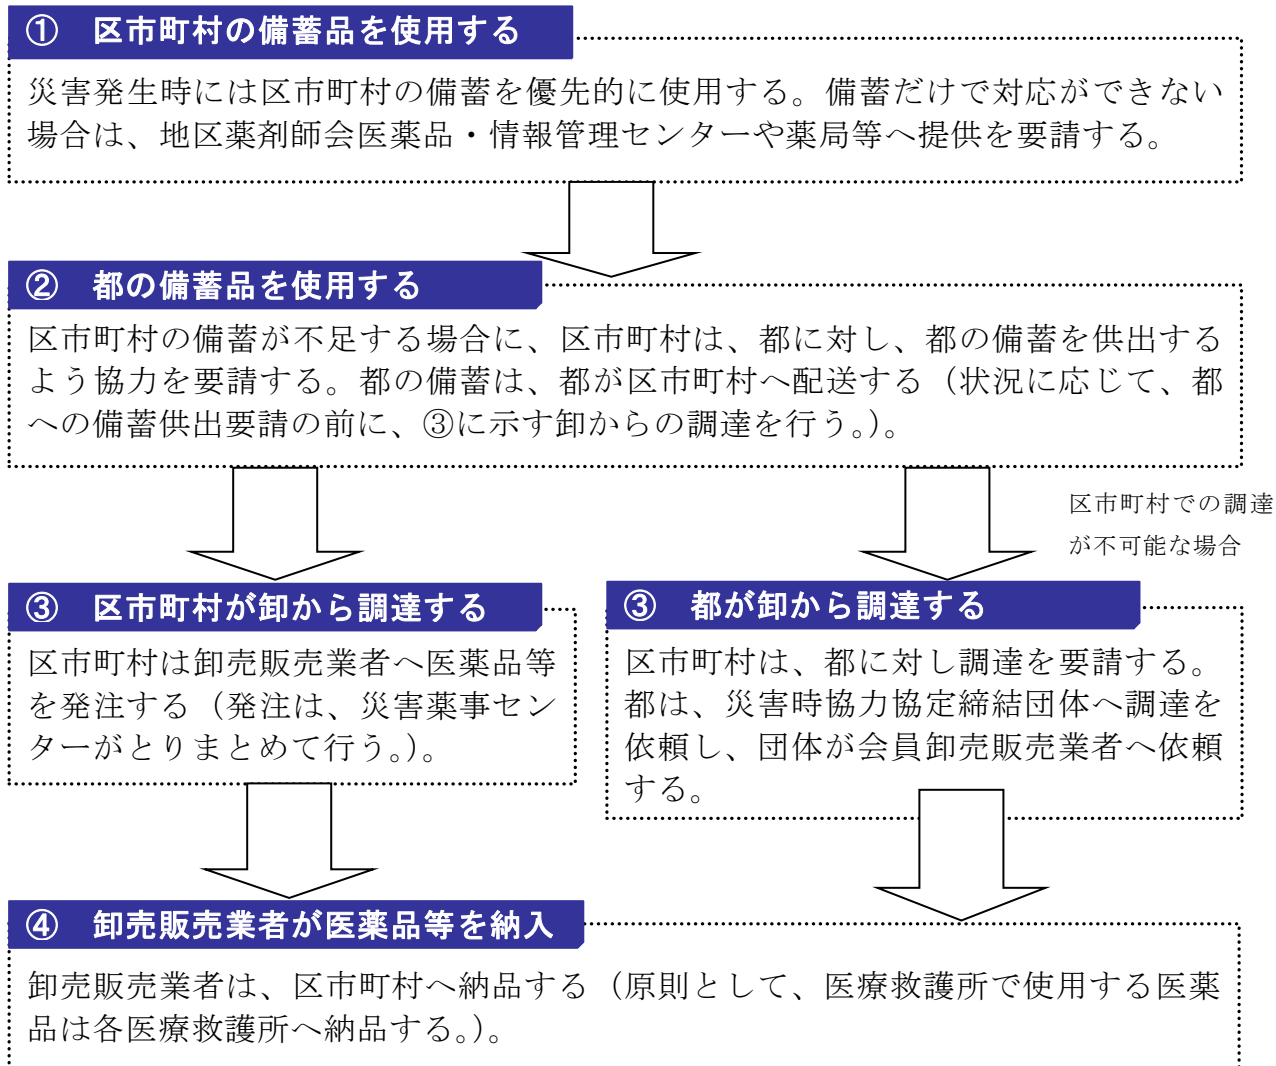 ① 区市町村の備蓄品を使用する
災害発生時には区市町村の備蓄を優先的に使用する。備蓄だけで対応ができない
場合は、地区薬剤師会医薬品・情報管理センターや薬局等へ提供を要請する。
② 都の備蓄品を使用する
区市町村の備蓄が不足する場合に、区市町村は、都に対し、都の備蓄を供出する
よう協力を要請する。都の備蓄は、都が区市町村へ配送する（状況に応じて、都
への備蓄供出要請の前に、③に示す卸からの調達を行う。）。
区市町村での調達
が不可能な場合
③ 区市町村が卸から調達する
区市町村は卸売販売業者へ医薬品等
を発注する（発注は、災害薬事セン
ターがとりまとめて行う。）。
③ 都が卸から調達する
区市町村は、都に対し調達を要請する。
都は、災害時協力協定締結団体へ調達を
依頼し、団体が会員卸売販売業者へ依頼
する。
④ 卸売販売業者が医薬品等を納入
卸売販売業者は、区市町村へ納品する（原則として、医療救護所で使用する医薬
品は各医療救護所へ納品する。）。